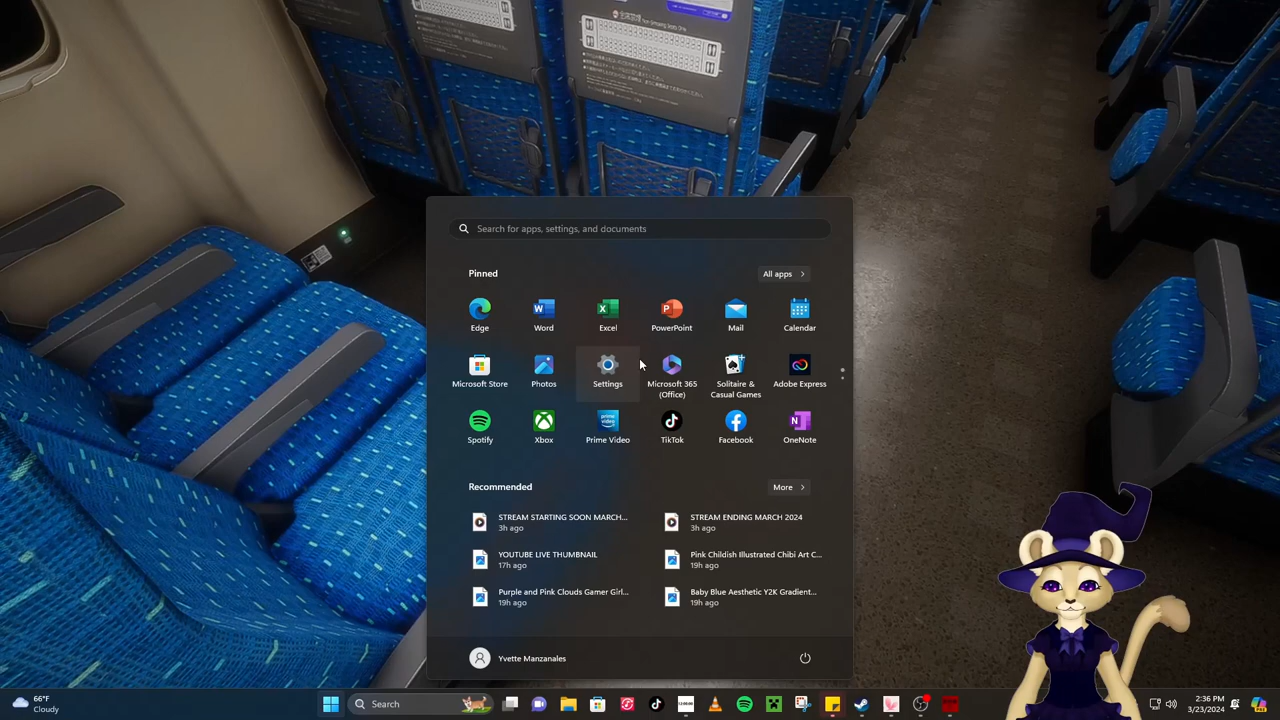 Non-Smoking Seats Only
Search for apps, settings, and documents
Pinned
All apps
Edge
Word
Excel
PowerPoint
Mail
Calendar
Microsoft Store
Photos
Settings
Microsoft 365
(Office)
Solitaire &
Casual Games
Adobe Express
Spotify
Xbox
Prime Video
TikTok
Facebook
OneNote
Recommended
More
STREAM STARTING SOON MARCH...
3h ago
STREAM ENDING MARCH 2024
3h ago
YOUTUBE LIVE THUMBNAIL
17h ago
Pink Childish Illustrated Chibi Art C...
19h ago
Purple and Pink Clouds Gamer Girl...
19h ago
Baby Blue Aesthetic Y2K Gradient...
19h ago
Yvette Manzanales
66°F
Cloudy
Search
2:36 PM
3/23/2024